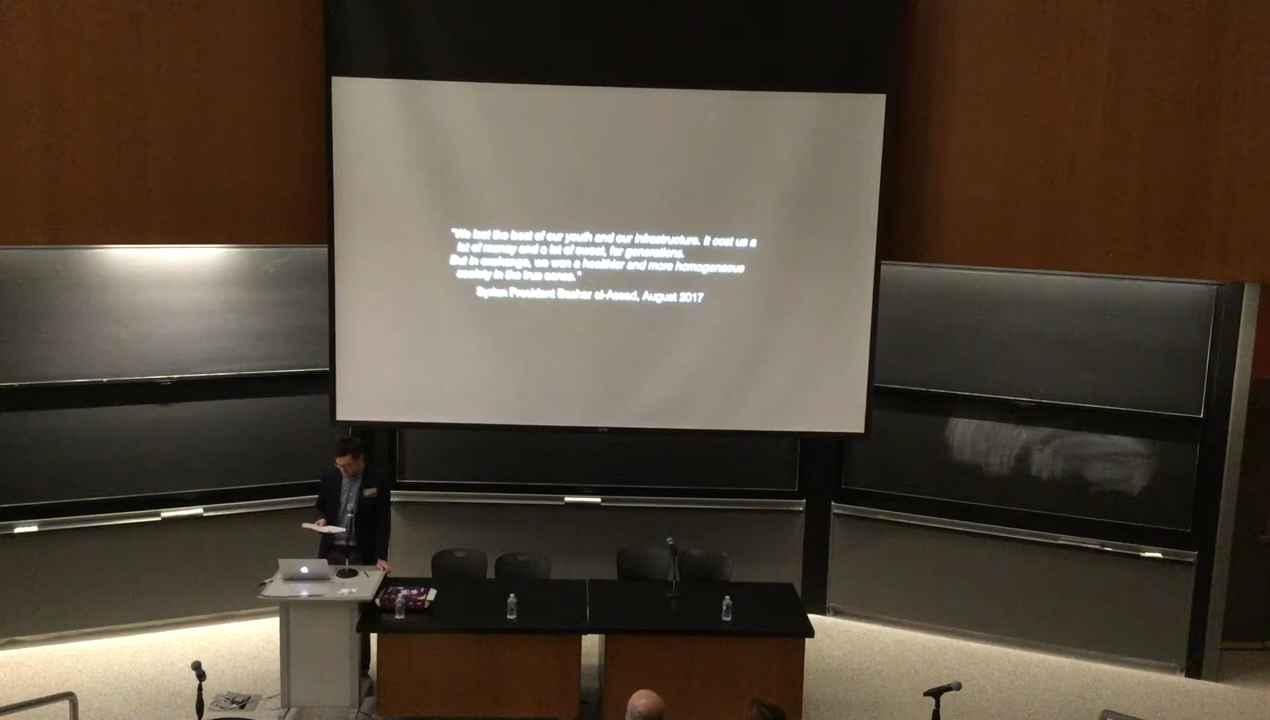 "We lost the best of our youth and our infrastructure. It cost us a
lot of money and a lot of sweat, for generations.
But in exchange, we won a healthier and more homogeneous
society in the true sense."
Syrian President Bashar al-Assad, August 2017